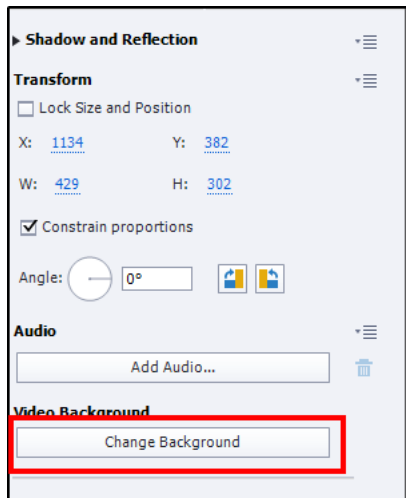 Shadow and Reflection
Transform
Lock Size and Position
X: 1134 Y: 382
W: 429 H: 302
Constrain proportions
Angle: 0°
Audio
Add Audio...
Video Background
Change Background